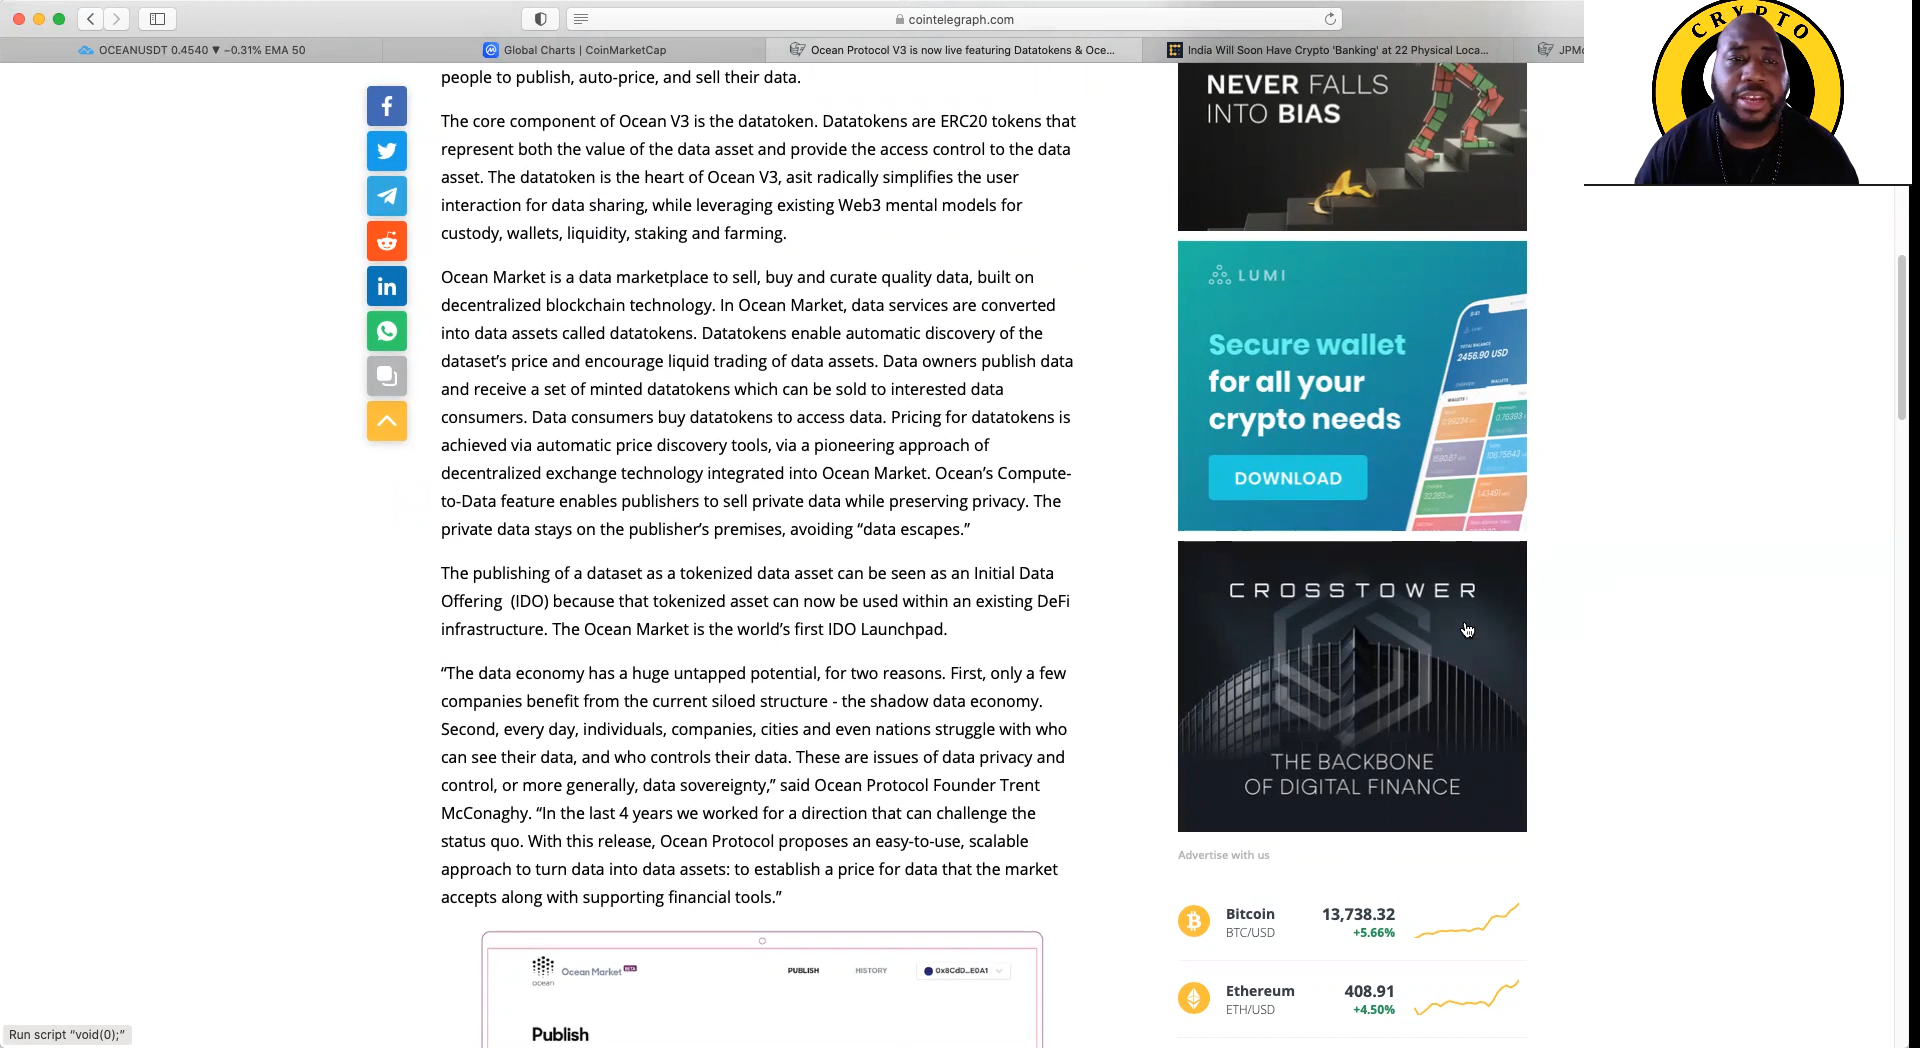 cointelegraph.com
OCEANUSDT 0.4540 ▼ −0.31% EMA 50
Global Charts | CoinMarketCap
Ocean Protocol V3 is now live featuring Datatokens & Oce...
India Will Soon Have Crypto 'Banking' at 22 Physical Loca...
JPMo
CRYPTO
people to publish, auto-price, and sell their data.
The core component of Ocean V3 is the datatoken. Datatokens are ERC20 tokens that
represent both the value of the data asset and provide the access control to the data
asset. The datatoken is the heart of Ocean V3, asit radically simplifies the user
interaction for data sharing, while leveraging existing Web3 mental models for
custody, wallets, liquidity, staking and farming.
Ocean Market is a data marketplace to sell, buy and curate quality data, built on
decentralized blockchain technology. In Ocean Market, data services are converted
into data assets called datatokens. Datatokens enable automatic discovery of the
dataset’s price and encourage liquid trading of data assets. Data owners publish data
and receive a set of minted datatokens which can be sold to interested data
consumers. Data consumers buy datatokens to access data. Pricing for datatokens is
achieved via automatic price discovery tools, via a pioneering approach of
decentralized exchange technology integrated into Ocean Market. Ocean’s Compute-
to-Data feature enables publishers to sell private data while preserving privacy. The
private data stays on the publisher’s premises, avoiding “data escapes.”
The publishing of a dataset as a tokenized data asset can be seen as an Initial Data
Offering (IDO) because that tokenized asset can now be used within an existing DeFi
infrastructure. The Ocean Market is the world’s first IDO Launchpad.
“The data economy has a huge untapped potential, for two reasons. First, only a few
companies benefit from the current siloed structure - the shadow data economy.
Second, every day, individuals, companies, cities and even nations struggle with who
can see their data, and who controls their data. These are issues of data privacy and
control, or more generally, data sovereignty,” said Ocean Protocol Founder Trent
McConaghy. “In the last 4 years we worked for a direction that can challenge the
status quo. With this release, Ocean Protocol proposes an easy-to-use, scalable
approach to turn data into data assets: to establish a price for data that the market
accepts along with supporting financial tools.”
ocean
Ocean Market BETA
PUBLISH
HISTORY
0x8CdD...E0A1
Publish
NEVER FALLS
INTO BIAS
LUMI
Secure wallet
for all your
crypto needs
DOWNLOAD
2456.90 USD
CROSSTOWER
THE BACKBONE
OF DIGITAL FINANCE
Advertise with us
Bitcoin 13,738.32
BTC/USD +5.66%
Ethereum 408.91
ETH/USD +4.50%
Run script “void(0);”